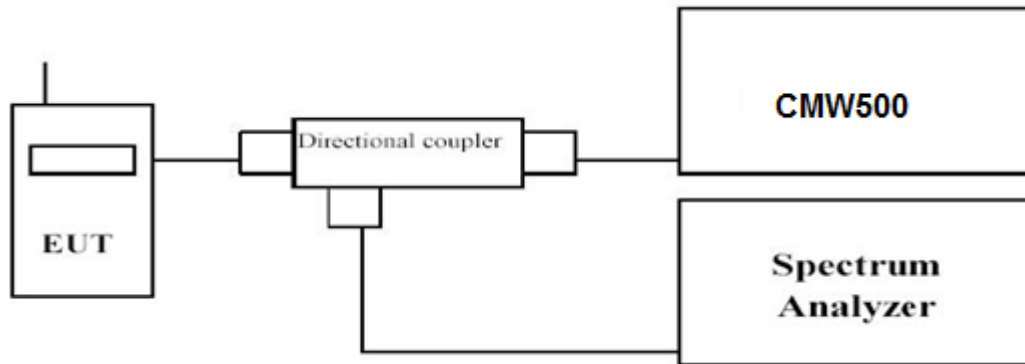 CMW500
Directional coupler
EUT
Spectrum
Analyzer